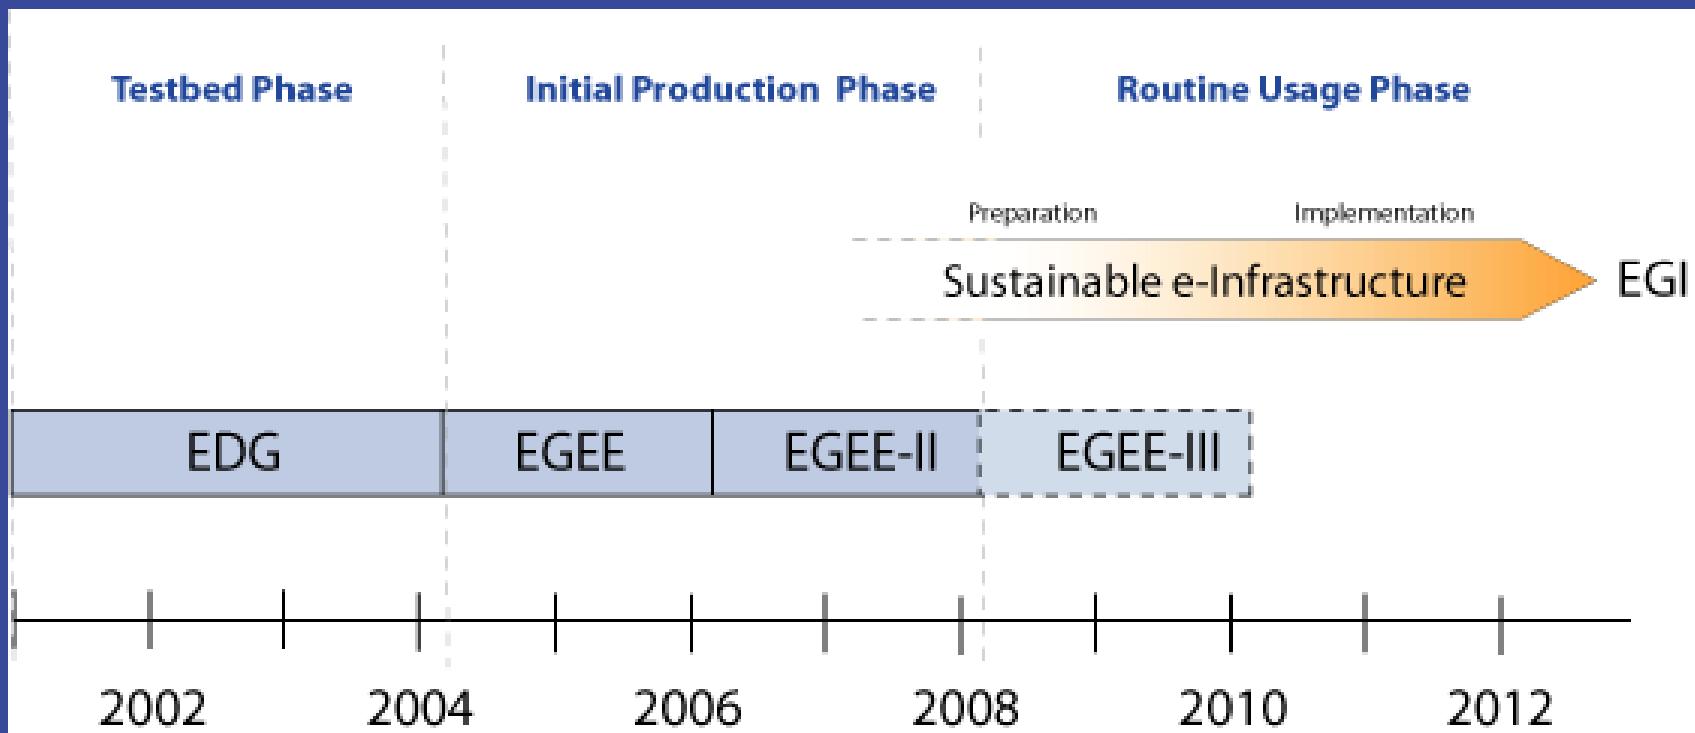 Testbed Phase
Initial Production Phase
Routine Usage Phase
Preparation
Implementation
Sustainable e-Infrastructure
EGI
EDG
EGEE
EGEE-II
EGEE-III
2002
2004
2006
2008
2010
2012